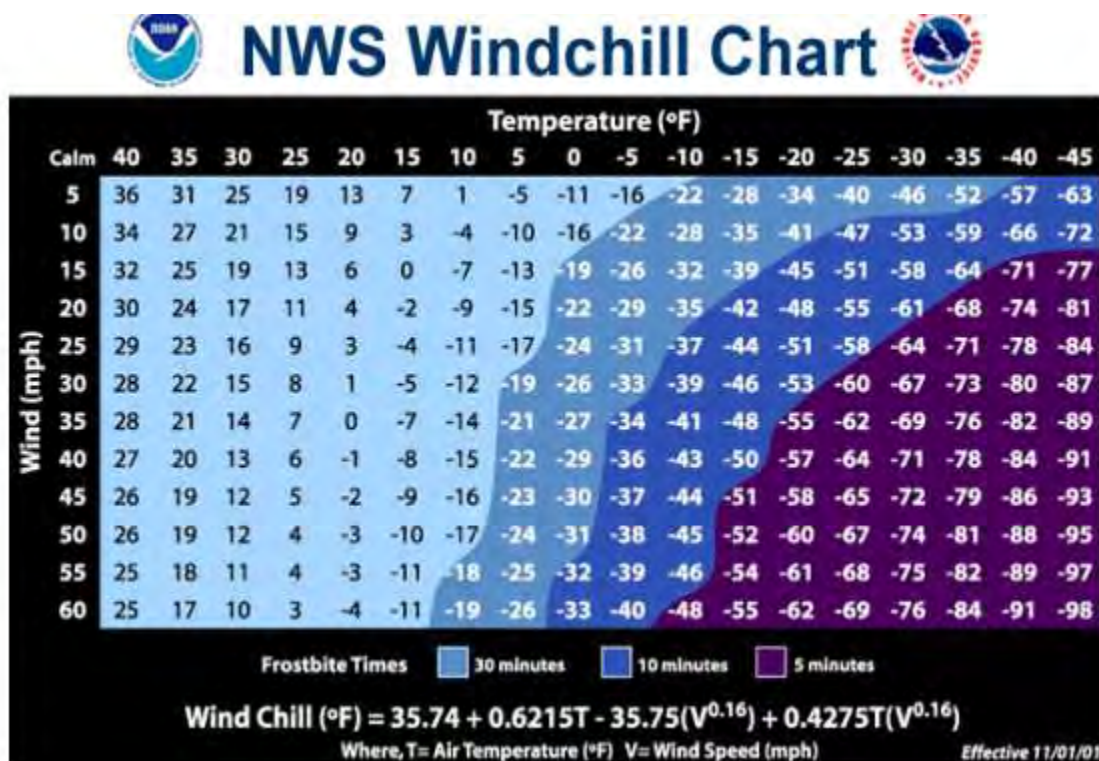 NOAA
NWS Windchill Chart
Temperature (ºF)
Calm 40 35 30 25 20 15 10 5 0 -5 -10 -15 -20 -25 -30 -35 -40 -45
5 36 31 25 19 13 7 1 -5 -11 -16 -22 -28 -34 -40 -46 -52 -57 -63
10 34 27 21 15 9 3 -4 -10 -16 -22 -28 -35 -41 -47 -53 -59 -66 -72
15 32 25 19 13 6 0 -7 -13 -19 -26 -32 -39 -45 -51 -58 -64 -71 -77
20 30 24 17 11 4 -2 -9 -15 -22 -29 -35 -42 -48 -55 -61 -68 -74 -81
25 29 23 16 9 3 -4 -11 -17 -24 -31 -37 -44 -51 -58 -64 -71 -78 -84
30 28 22 15 8 1 -5 -12 -19 -26 -33 -39 -46 -53 -60 -67 -73 -80 -87
35 28 21 14 7 0 -7 -14 -21 -27 -34 -41 -48 -55 -62 -69 -76 -82 -89
40 27 20 13 6 -1 -8 -15 -22 -29 -36 -43 -50 -57 -64 -71 -78 -84 -91
45 26 19 12 5 -2 -9 -16 -23 -30 -37 -44 -51 -58 -65 -72 -79 -86 -93
50 26 19 12 4 -3 -10 -17 -24 -31 -38 -45 -52 -60 -67 -74 -81 -88 -95
55 25 18 11 4 -3 -11 -18 -25 -32 -39 -46 -54 -61 -68 -75 -82 -89 -97
60 25 17 10 3 -4 -11 -19 -26 -33 -40 -48 -55 -62 -69 -76 -84 -91 -98
Wind (mph)
Frostbite Times 30 minutes 10 minutes 5 minutes
Wind Chill (ºF) = 35.74 + 0.6215T - 35.75(V^0.16) + 0.4275T(V^0.16)
Where, T= Air Temperature (ºF) V= Wind Speed (mph) Effective 11/01/01